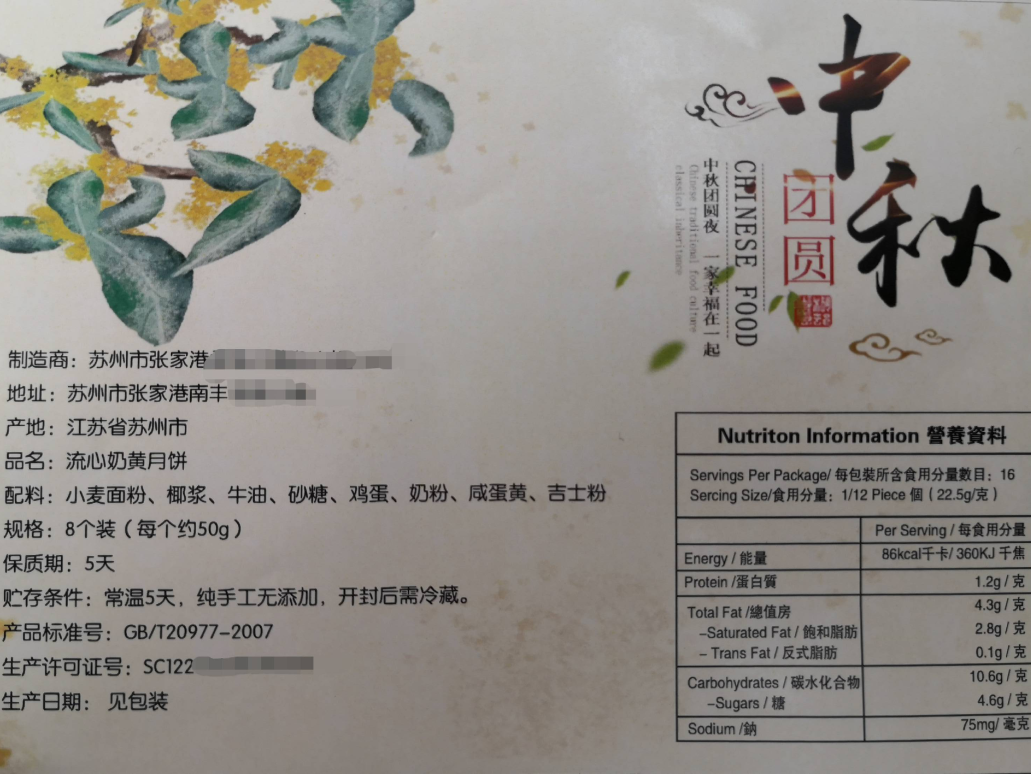 中秋
团圆
CHINESE FOOD
中秋团圆夜 一家幸福在一起
Chinese traditional food culture
classical inheritance
制造商：苏州市张家港
地址：苏州市张家港南丰
产地：江苏省苏州市
品名：流心奶黄月饼
配料：小麦面粉、椰浆、牛油、砂糖、鸡蛋、奶粉、咸蛋黄、吉士粉
规格：8个装（每个约50g）
保质期：5天
贮存条件：常温5天，纯手工无添加，开封后需冷藏。
产品标准号：GB/T20977-2007
生产许可证号：SC122
生产日期： 见包装
Nutriton Information 營養資料
Servings Per Package/ 每包裝所含食用分量數目：16
Sercing Size/食用分量：1/12 Piece 個（22.5g/克）
Per Serving / 每食用分量
Energy / 能量 86kcal千卡/ 360KJ 千焦
Protein /蛋白質 1.2g / 克
Total Fat /總值房 4.3g / 克
–Saturated Fat / 飽和脂肪 2.8g / 克
– Trans Fat / 反式脂肪 0.1g / 克
Carbohydrates / 碳水化合物 10.6g / 克
–Sugars / 糖 4.6g / 克
Sodium /鈉 75mg/ 毫克